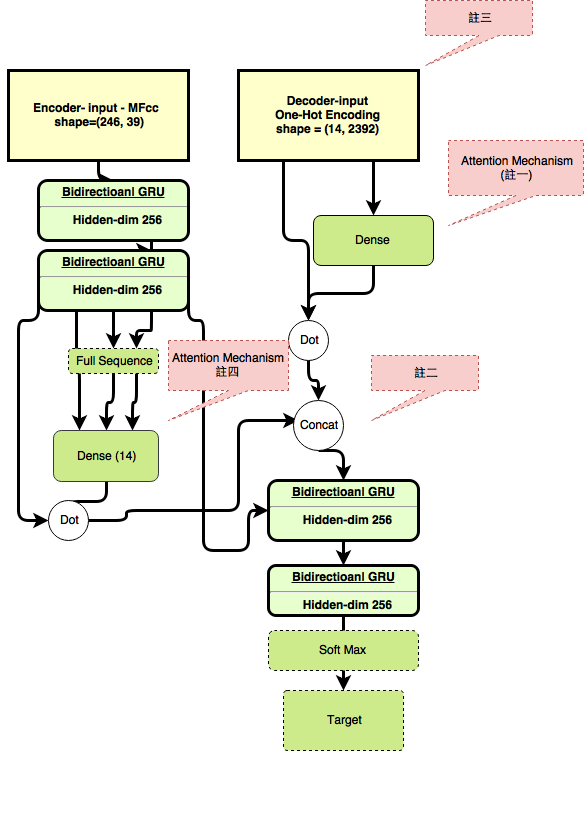 註三
Encoder- input - MFcc
shape=(246, 39)
Decoder-input
One-Hot Encoding
shape = (14, 2392)
Attention Mechanism
(註一)
Bidirectioanl GRU
Hidden-dim 256
Dense
Bidirectioanl GRU
Hidden-dim 256
Dot
Full Sequence
Attention Mechanism
註四
註二
Concat
Dense (14)
Dot
Bidirectioanl GRU
Hidden-dim 256
Bidirectioanl GRU
Hidden-dim 256
Soft Max
Target